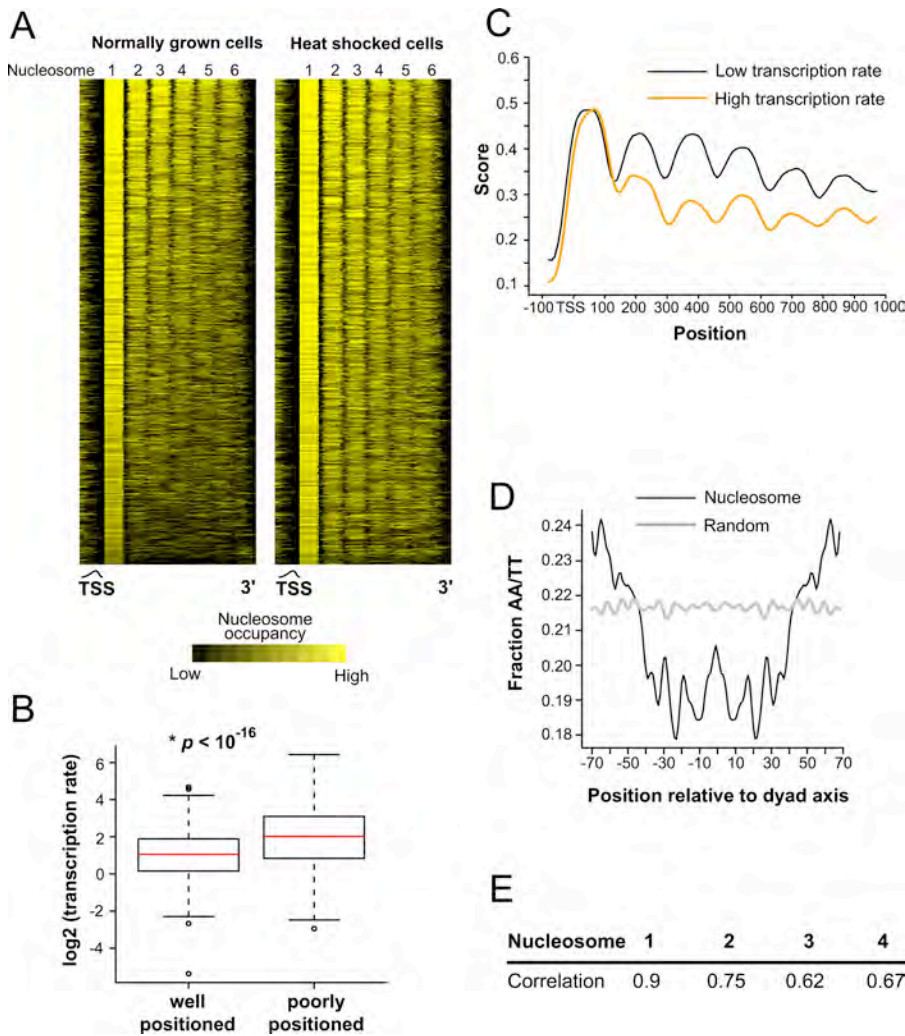 A
Normally grown cells
Heat shocked cells
Nucleosome 1 2 3 4 5 6 1 2 3 4 5 6
TSS 3' TSS 3'
Nucleosome
occupancy
Low High
B
* p < 10^-16
log2 (transcription rate)
6
4
2
0
-2
-4
well
positioned
poorly
positioned
C
Low transcription rate
High transcription rate
Score
0.6
0.5
0.4
0.3
0.2
0.1
-100 TSS 100 200 300 400 500 600 700 800 900 1000
Position
D
Nucleosome
Random
Fraction AA/TT
0.24
0.23
0.22
0.21
0.20
0.19
0.18
-70 -50 -30 -10 10 30 50 70
Position relative to dyad axis
E
Nucleosome 1 2 3 4
Correlation 0.9 0.75 0.62 0.67